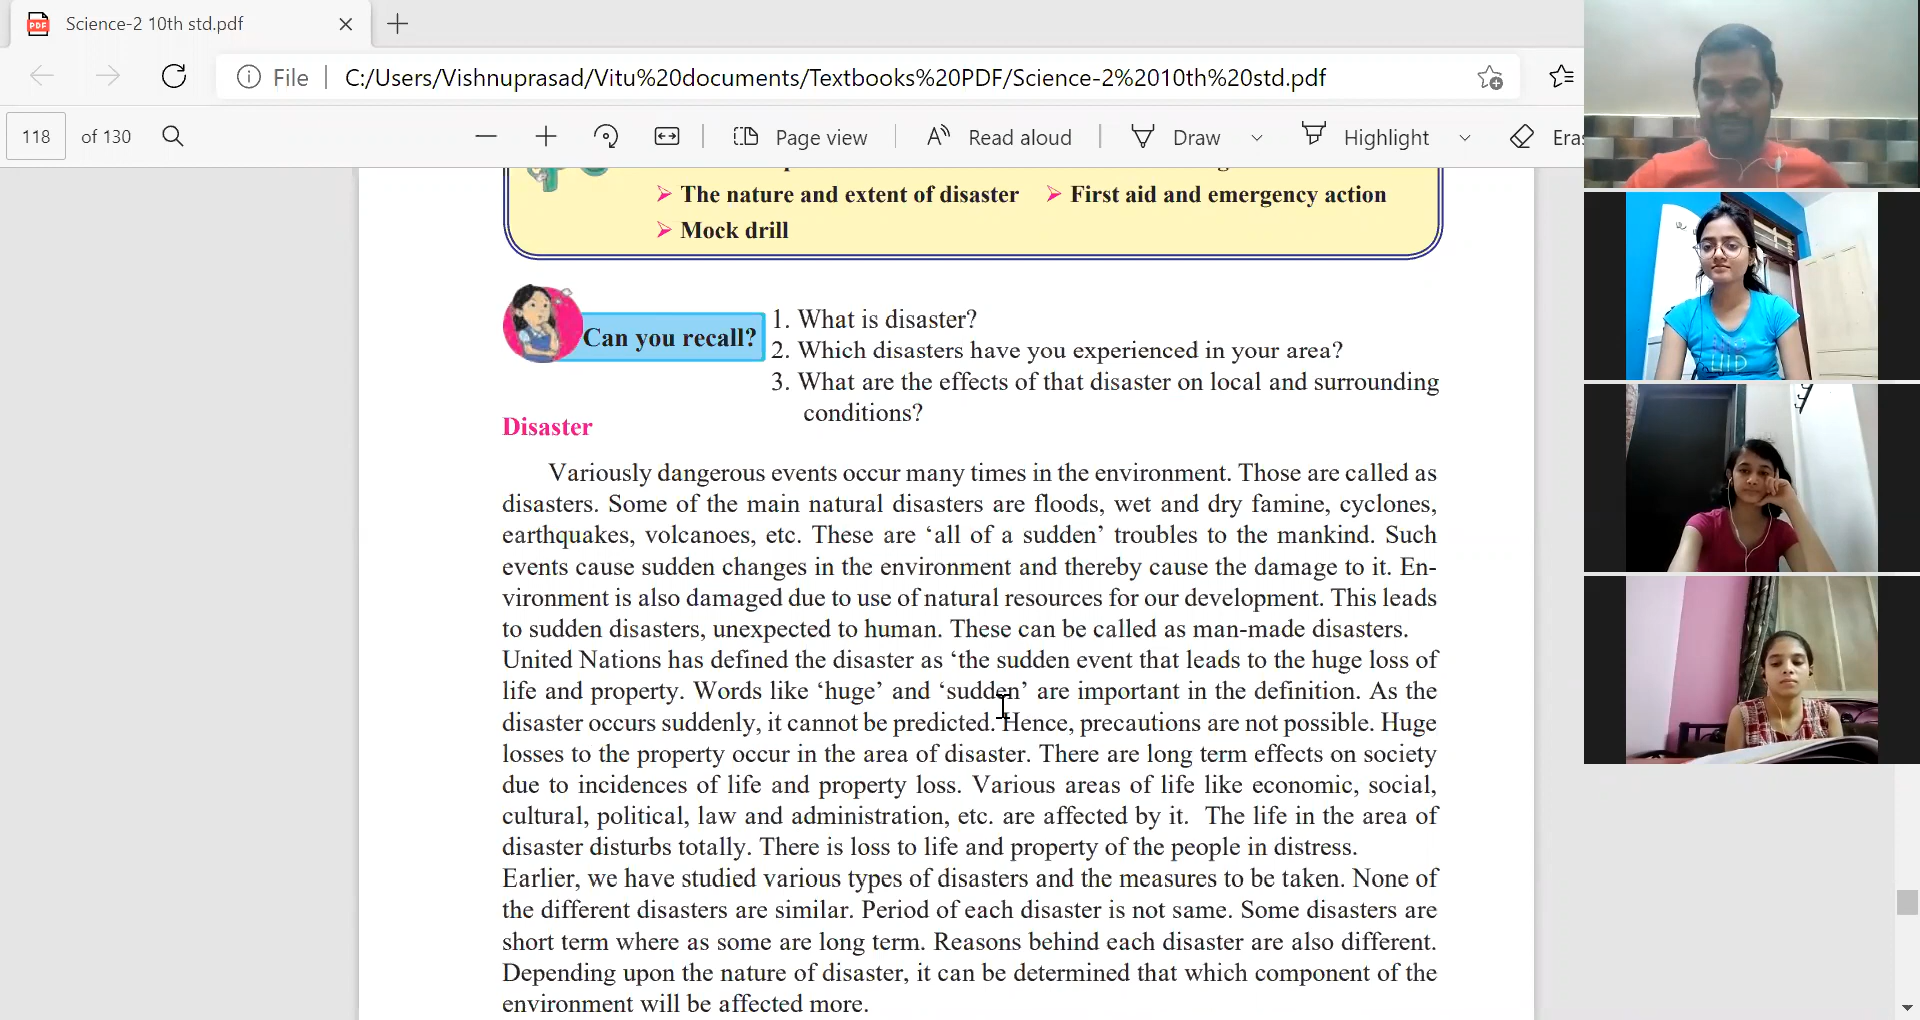 Science-2 10th std.pdf
File
C:/Users/Vishnuprasad/Vitu%20documents/Textbooks%20PDF/Science-2%2010th%20std.pdf
118 of 130
Page view
Read aloud
Draw
Highlight
The nature and extent of disaster
First aid and emergency action
Mock drill
Can you recall?
1. What is disaster?
2. Which disasters have you experienced in your area?
3. What are the effects of that disaster on local and surrounding
conditions?
Disaster
Variously dangerous events occur many times in the environment. Those are called as
disasters. Some of the main natural disasters are floods, wet and dry famine, cyclones,
earthquakes, volcanoes, etc. These are ‘all of a sudden’ troubles to the mankind. Such
events cause sudden changes in the environment and thereby cause the damage to it. En-
vironment is also damaged due to use of natural resources for our development. This leads
to sudden disasters, unexpected to human. These can be called as man-made disasters.
United Nations has defined the disaster as ‘the sudden event that leads to the huge loss of
life and property. Words like ‘huge’ and ‘sudden’ are important in the definition. As the
disaster occurs suddenly, it cannot be predicted. Hence, precautions are not possible. Huge
losses to the property occur in the area of disaster. There are long term effects on society
due to incidences of life and property loss. Various areas of life like economic, social,
cultural, political, law and administration, etc. are affected by it. The life in the area of
disaster disturbs totally. There is loss to life and property of the people in distress.
Earlier, we have studied various types of disasters and the measures to be taken. None of
the different disasters are similar. Period of each disaster is not same. Some disasters are
short term where as some are long term. Reasons behind each disaster are also different.
Depending upon the nature of disaster, it can be determined that which component of the
environment will be affected more.